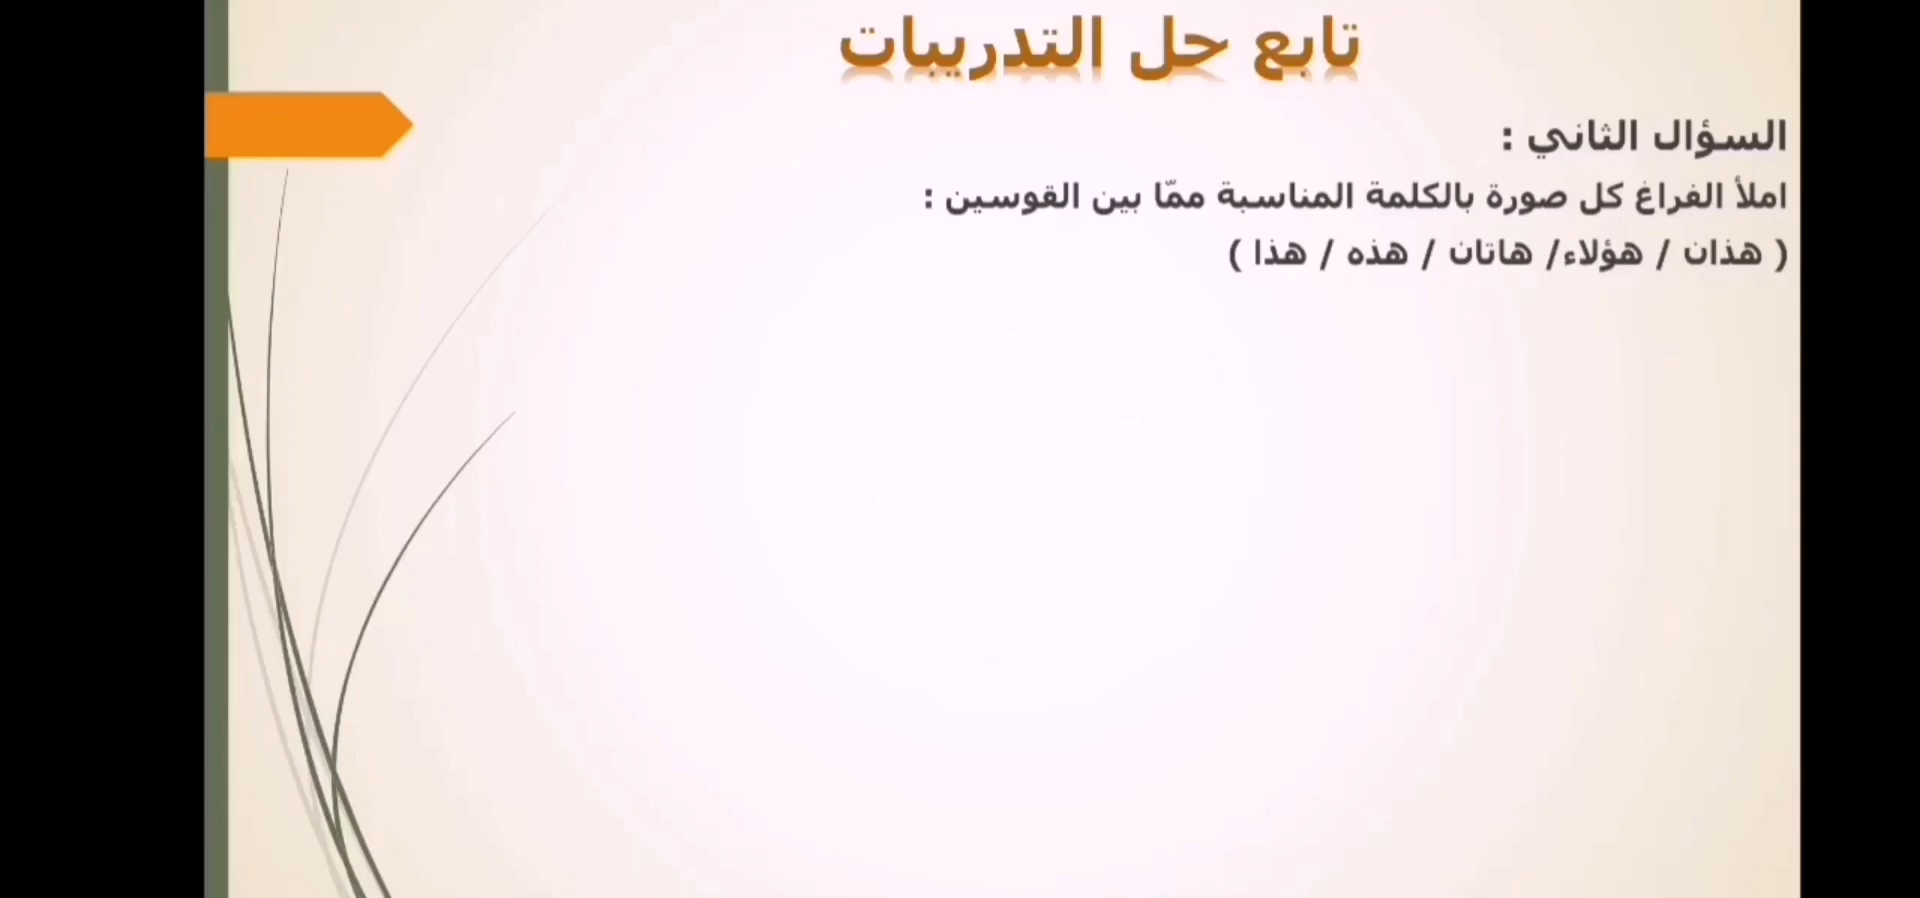 تابع حل التدريبات
السؤال الثاني :
املأ الفراغ كل صورة بالكلمة المناسبة ممّا بين القوسين :
( هذان / هؤلاء/ هاتان / هذه / هذا )